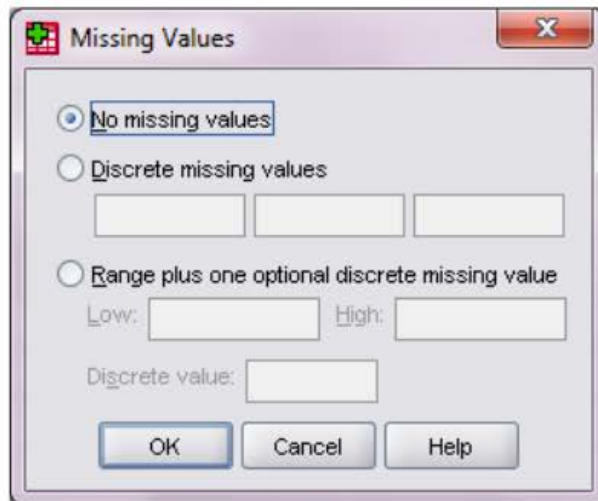 Missing Values
No missing values
Discrete missing values
Range plus one optional discrete missing value
Low: High:
Discrete value:
OK Cancel Help